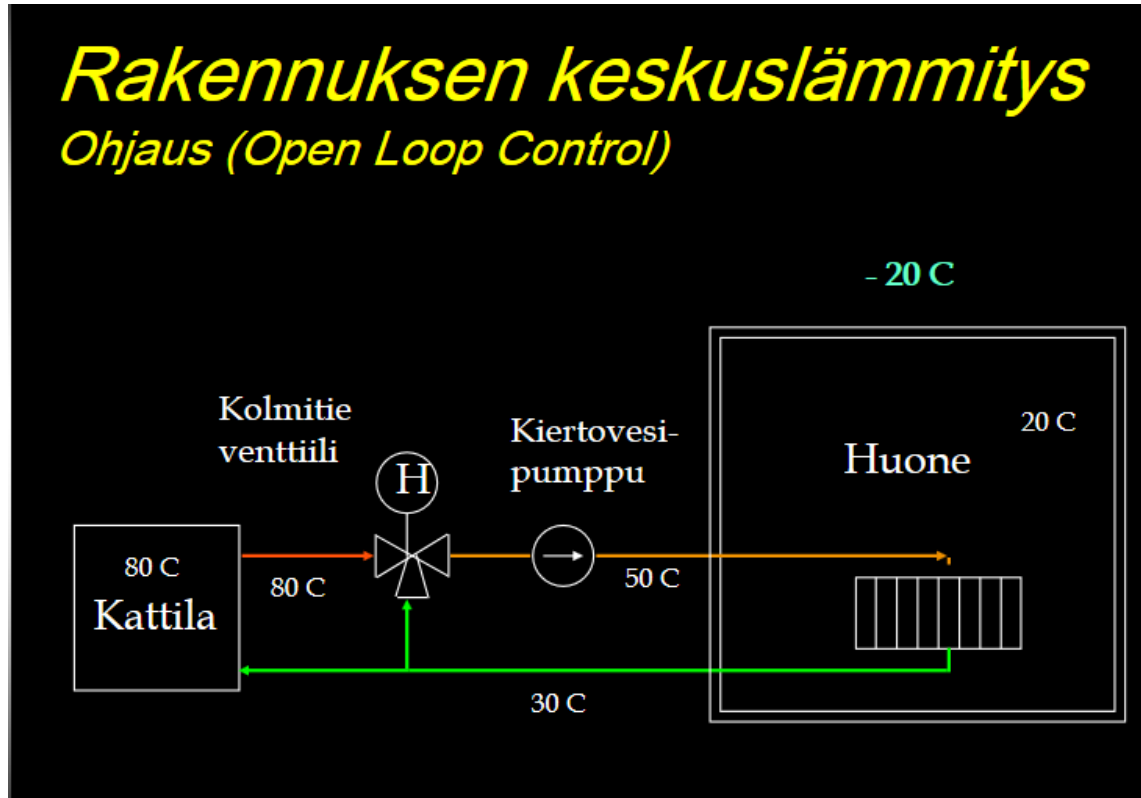 Rakennuksen keskuslämmitys
Ohjaus (Open Loop Control)
- 20 C
Kolmitie
venttiili
Kiertovesi-
pumppu
20 C
Huone
H
80 C
Kattila
80 C
50 C
30 C